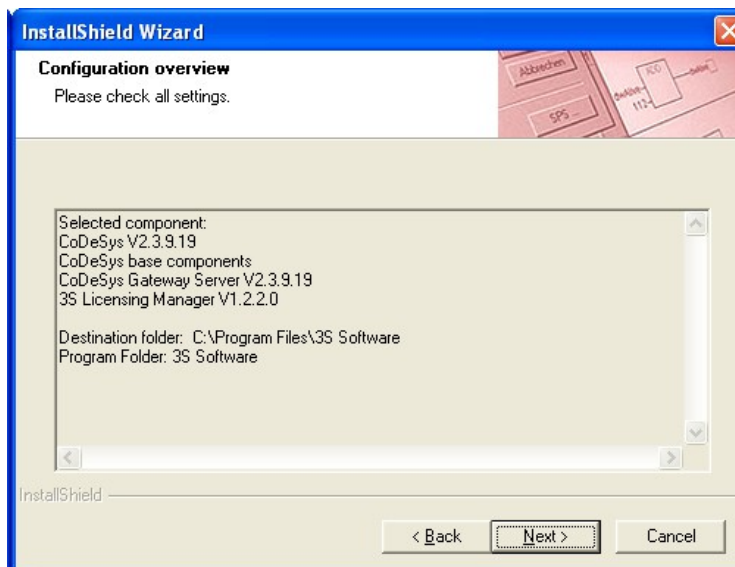 InstallShield Wizard
Configuration overview
Please check all settings.
Abbrechen
SPS ...
ADD
112
Selected component:
CoDeSys V2.3.9.19
CoDeSys base components
CoDeSys Gateway Server V2.3.9.19
3S Licensing Manager V1.2.2.0
Destination folder:  C:\Program Files\3S Software
Program Folder: 3S Software
InstallShield
< Back
Next >
Cancel